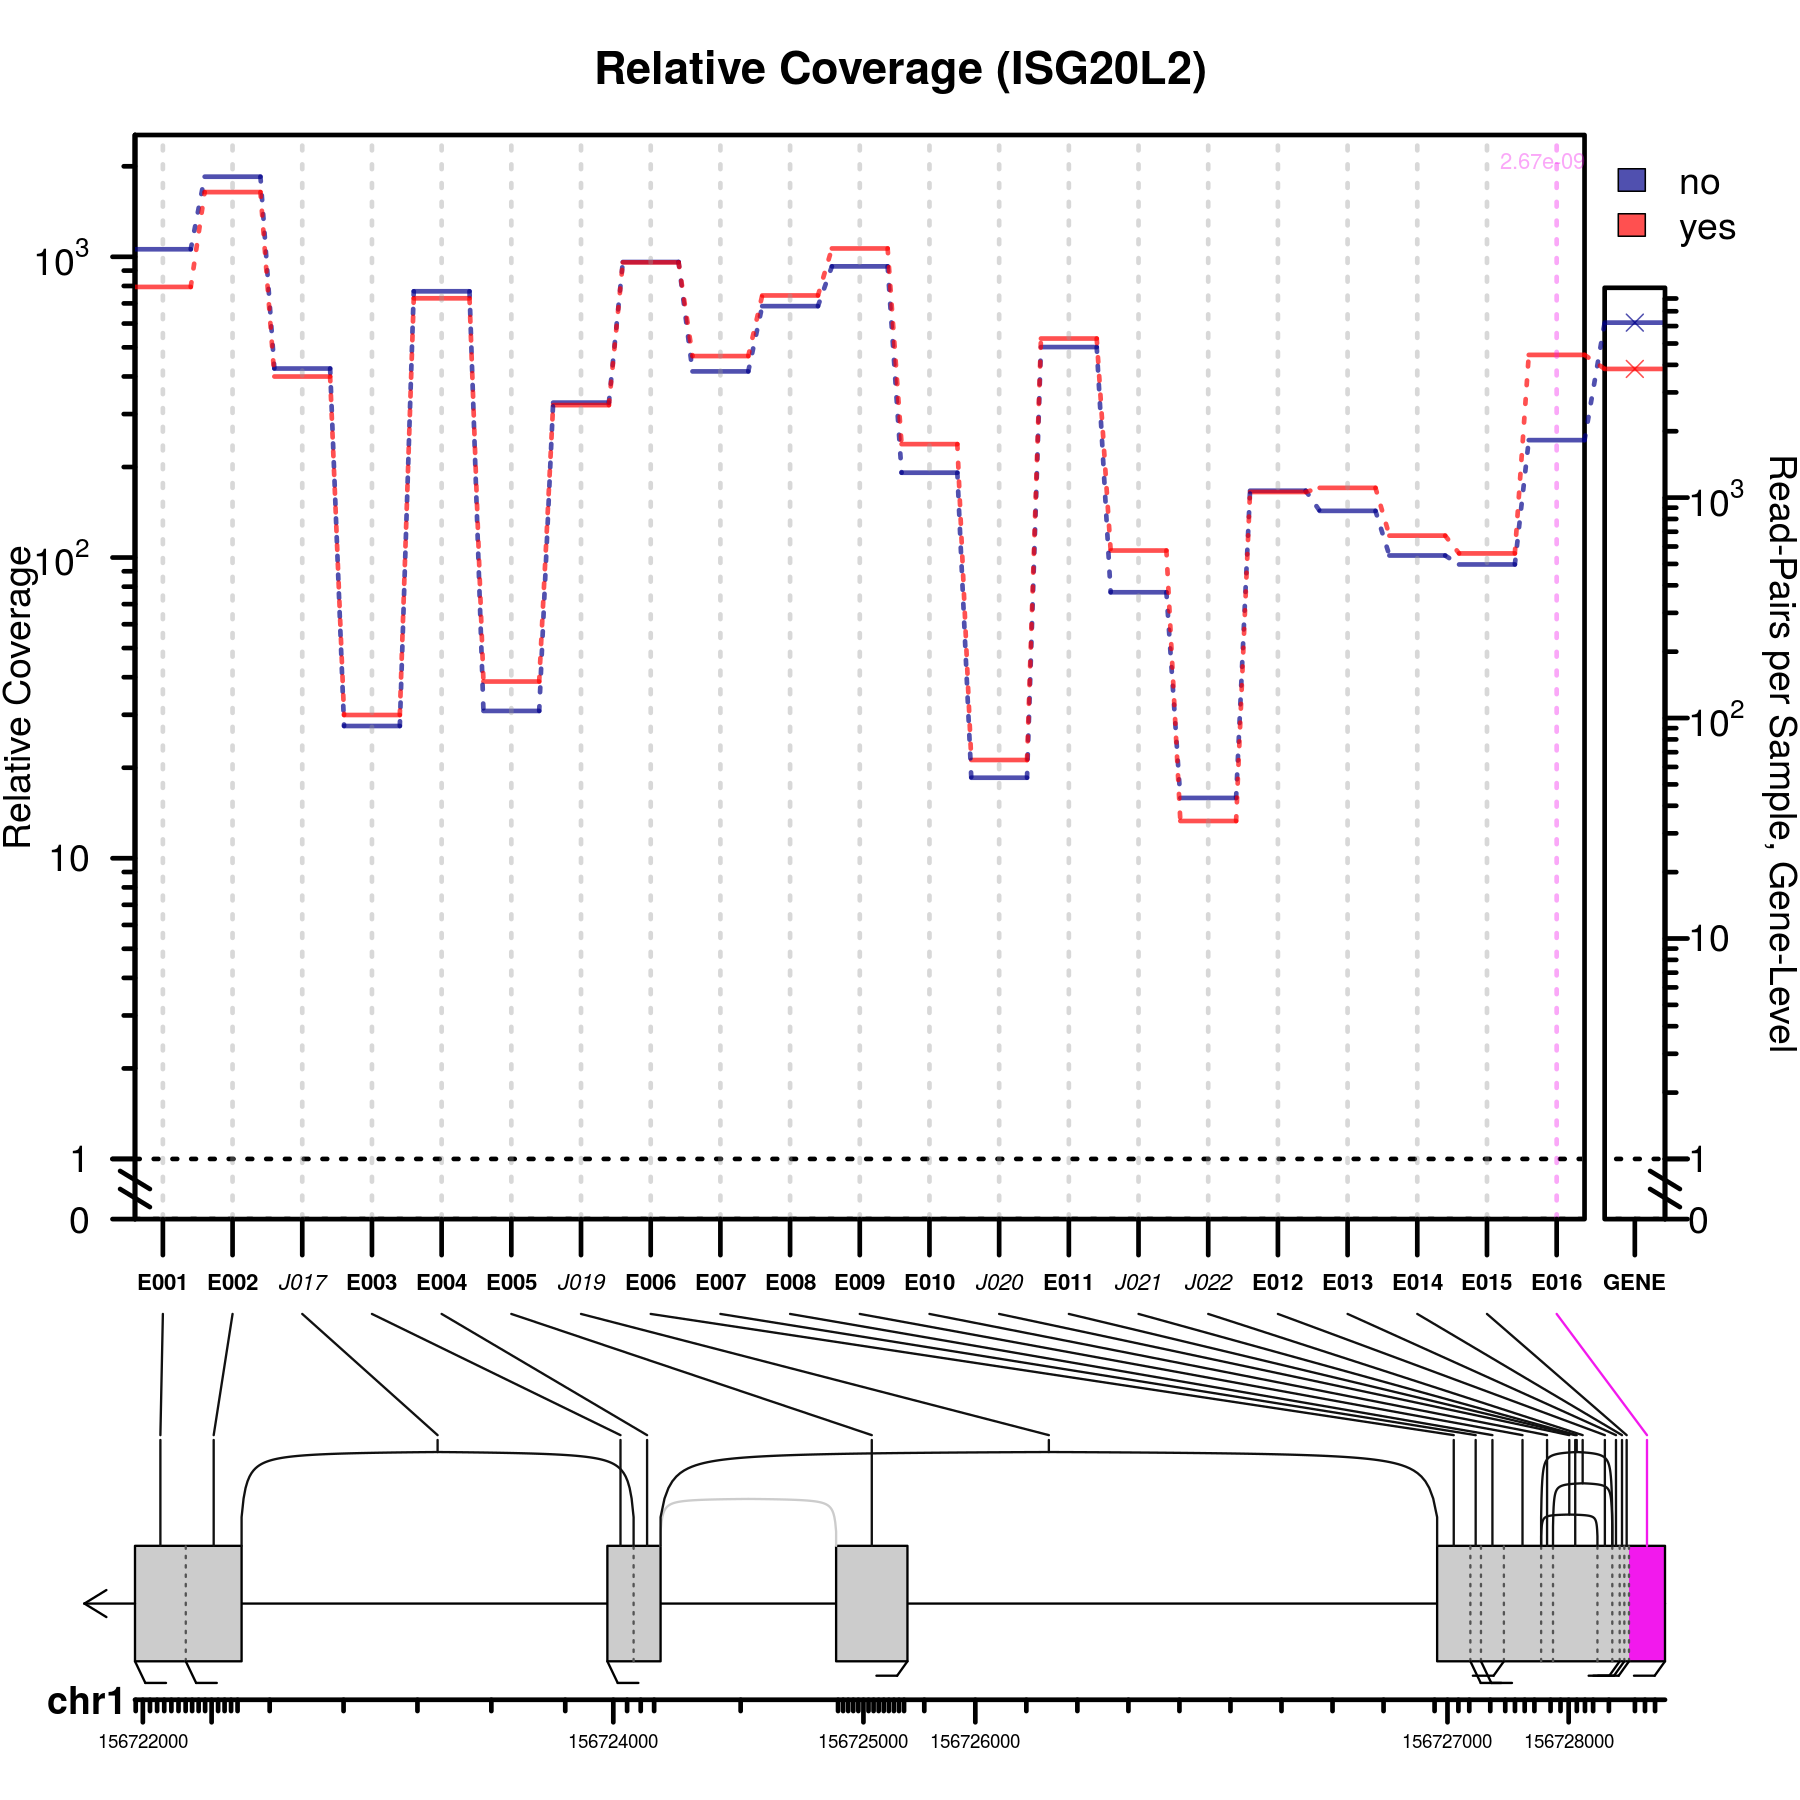 Relative Coverage (ISG20L2)
2.67e-09
no
yes
Relative Coverage
10³
10²
10
1
0
10³
10²
10
1
0
Read-Pairs per Sample, Gene-Level
E001 E002 J017 E003 E004 E005 J019 E006 E007 E008 E009 E010 J020 E011 J021 J022 E012 E013 E014 E015 E016 GENE
chr1
156722000 156724000 156725000 156726000 156727000 156728000